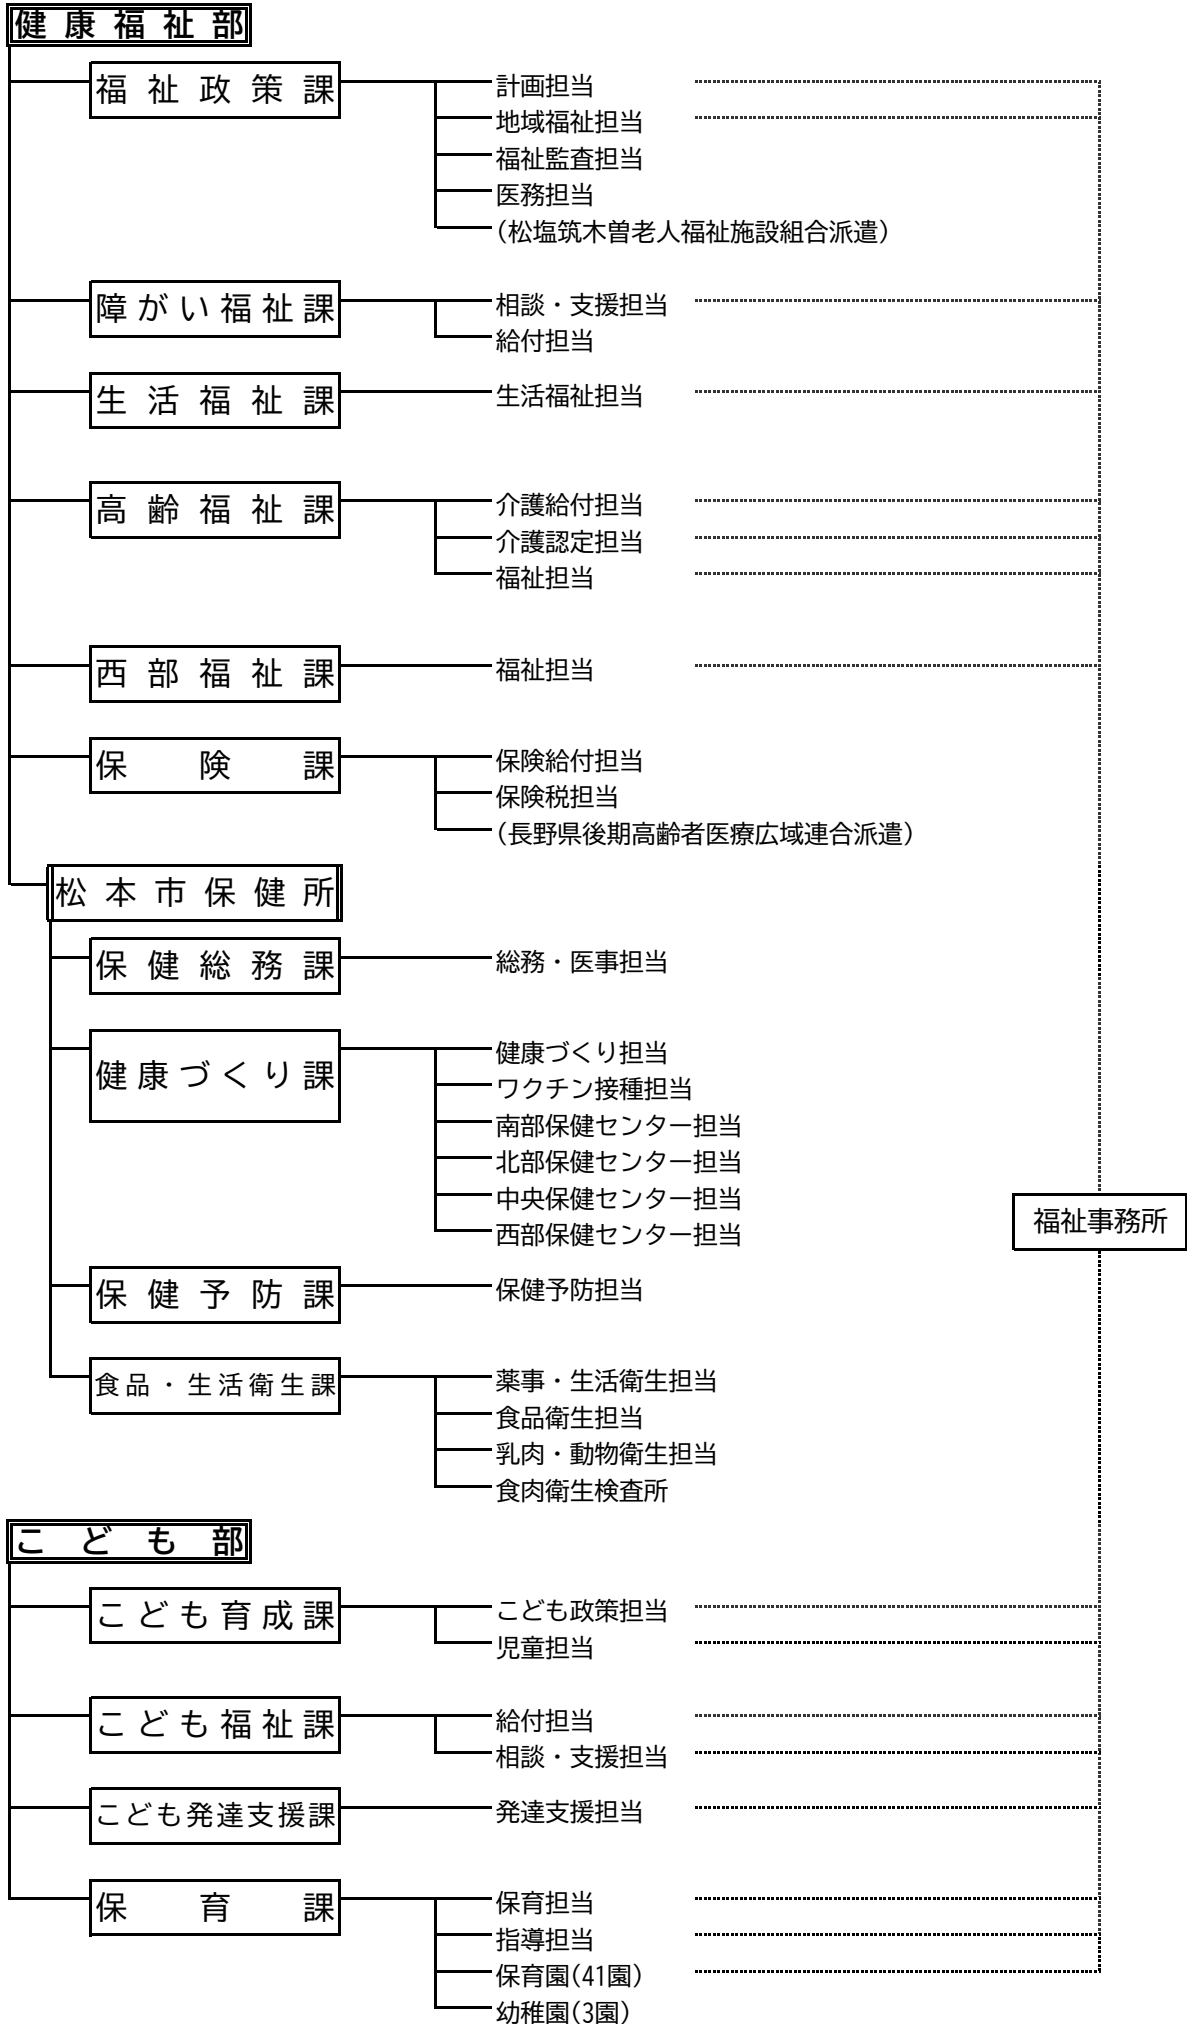 健康福祉部
福祉政策課
計画担当
地域福祉担当
福祉監査担当
医務担当
(松塩筑木曽老人福祉施設組合派遣)
障がい福祉課
相談・支援担当
給付担当
生活福祉課
生活福祉担当
高齢福祉課
介護給付担当
介護認定担当
福祉担当
西部福祉課
福祉担当
保険課
保険給付担当
保険税担当
(長野県後期高齢者医療広域連合派遣)
松本市保健所
保健総務課
総務・医事担当
健康づくり課
健康づくり担当
ワクチン接種担当
南部保健センター担当
北部保健センター担当
中央保健センター担当
西部保健センター担当
福祉事務所
保健予防課
保健予防担当
食品・生活衛生課
薬事・生活衛生担当
食品衛生担当
乳肉・動物衛生担当
食肉衛生検査所
こども部
こども育成課
こども政策担当
児童担当
こども福祉課
給付担当
相談・支援担当
こども発達支援課
発達支援担当
保育課
保育担当
指導担当
保育園(41園)
幼稚園(3園)